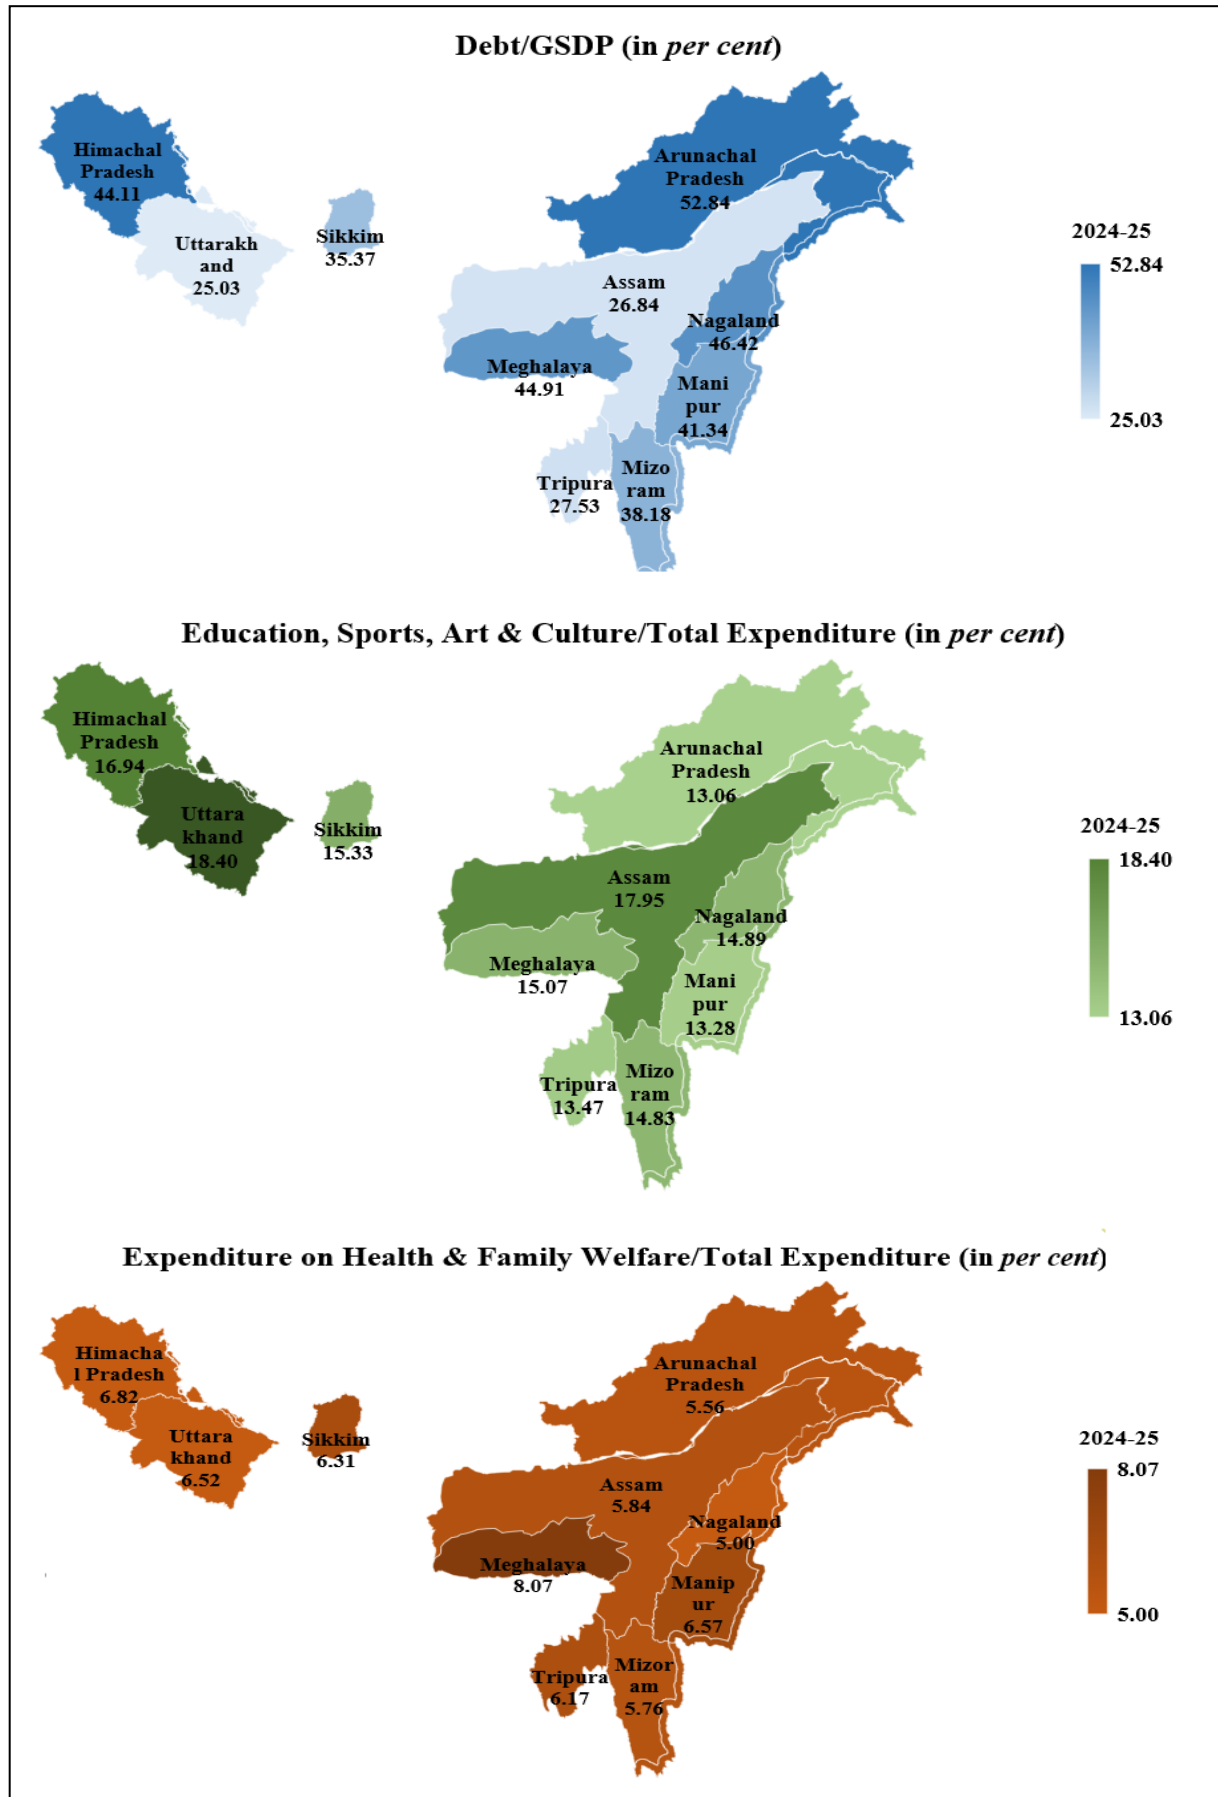 Debt/GSDP (in per cent)
Himachal
Pradesh
44.11
Uttarakh
and
25.03
Sikkim
35.37
Arunachal
Pradesh
52.84
Assam
26.84
Nagaland
46.42
Meghalaya
44.91
Mani
pur
41.34
Tripura
27.53
Mizo
ram
38.18
2024-25
52.84
25.03
Education, Sports, Art & Culture/Total Expenditure (in per cent)
Himachal
Pradesh
16.94
Uttara
khand
18.40
Sikkim
15.33
Arunachal
Pradesh
13.06
Assam
17.95
Nagaland
14.89
Meghalaya
15.07
Mani
pur
13.28
Tripura
13.47
Mizo
ram
14.83
2024-25
18.40
13.06
Expenditure on Health & Family Welfare/Total Expenditure (in per cent)
Himacha
l Pradesh
6.82
Uttara
khand
6.52
Sikkim
6.31
Arunachal
Pradesh
5.56
Assam
5.84
Nagaland
5.00
Meghalaya
8.07
Manip
ur
6.57
Tripura
6.17
Mizor
am
5.76
2024-25
8.07
5.00